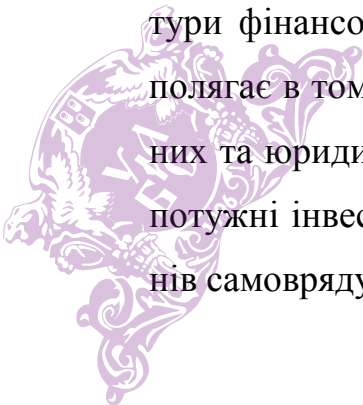 тури фінансо
полягає в том
них та юриди
потужні інвес
нів самовряду